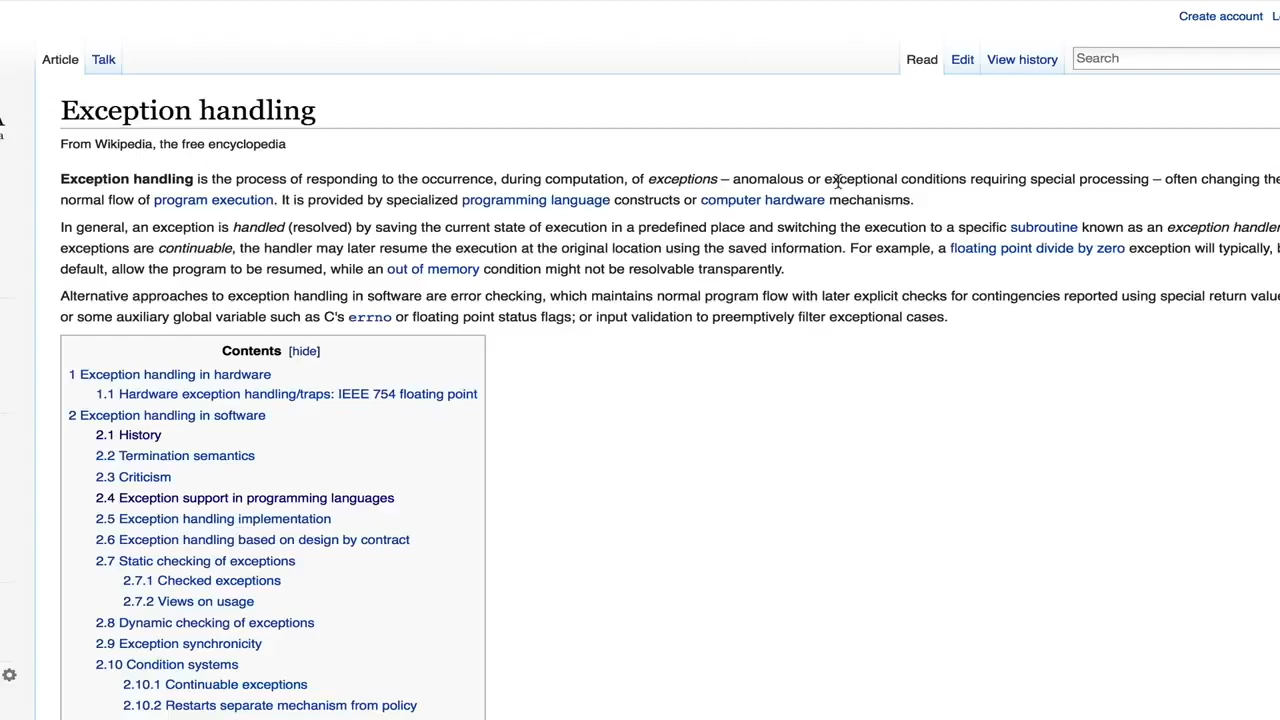 Create account
Article Talk Read Edit View history Search
Exception handling
From Wikipedia, the free encyclopedia
Exception handling is the process of responding to the occurrence, during computation, of exceptions – anomalous or exceptional conditions requiring special processing – often changing the
normal flow of program execution. It is provided by specialized programming language constructs or computer hardware mechanisms.
In general, an exception is handled (resolved) by saving the current state of execution in a predefined place and switching the execution to a specific subroutine known as an exception handler
exceptions are continuable, the handler may later resume the execution at the original location using the saved information. For example, a floating point divide by zero exception will typically,
default, allow the program to be resumed, while an out of memory condition might not be resolvable transparently.
Alternative approaches to exception handling in software are error checking, which maintains normal program flow with later explicit checks for contingencies reported using special return
or some auxiliary global variable such as C's errno or floating point status flags; or input validation to preemptively filter exceptional cases.
Contents [hide]
1 Exception handling in hardware
1.1 Hardware exception handling/traps: IEEE 754 floating point
2 Exception handling in software
2.1 History
2.2 Termination semantics
2.3 Criticism
2.4 Exception support in programming languages
2.5 Exception handling implementation
2.6 Exception handling based on design by contract
2.7 Static checking of exceptions
2.7.1 Checked exceptions
2.7.2 Views on usage
2.8 Dynamic checking of exceptions
2.9 Exception synchronicity
2.10 Condition systems
2.10.1 Continuable exceptions
2.10.2 Restarts separate mechanism from policy